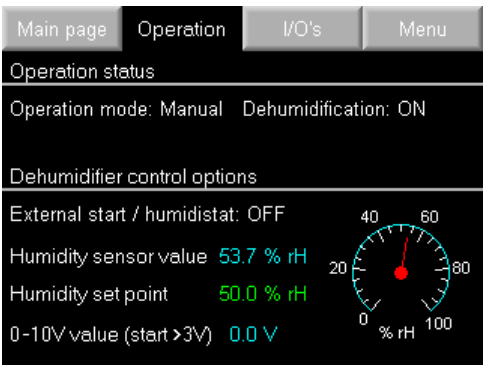 Main page Operation I/O's Menu
Operation status
Operation mode: Manual Dehumidification: ON
Dehumidifier control options
External start / humidistat: OFF
Humidity sensor value 53.7 % rH
Humidity set point 50.0 % rH
0-10V value (start >3V) 0.0 V
40 60
20 80
0 % rH 100